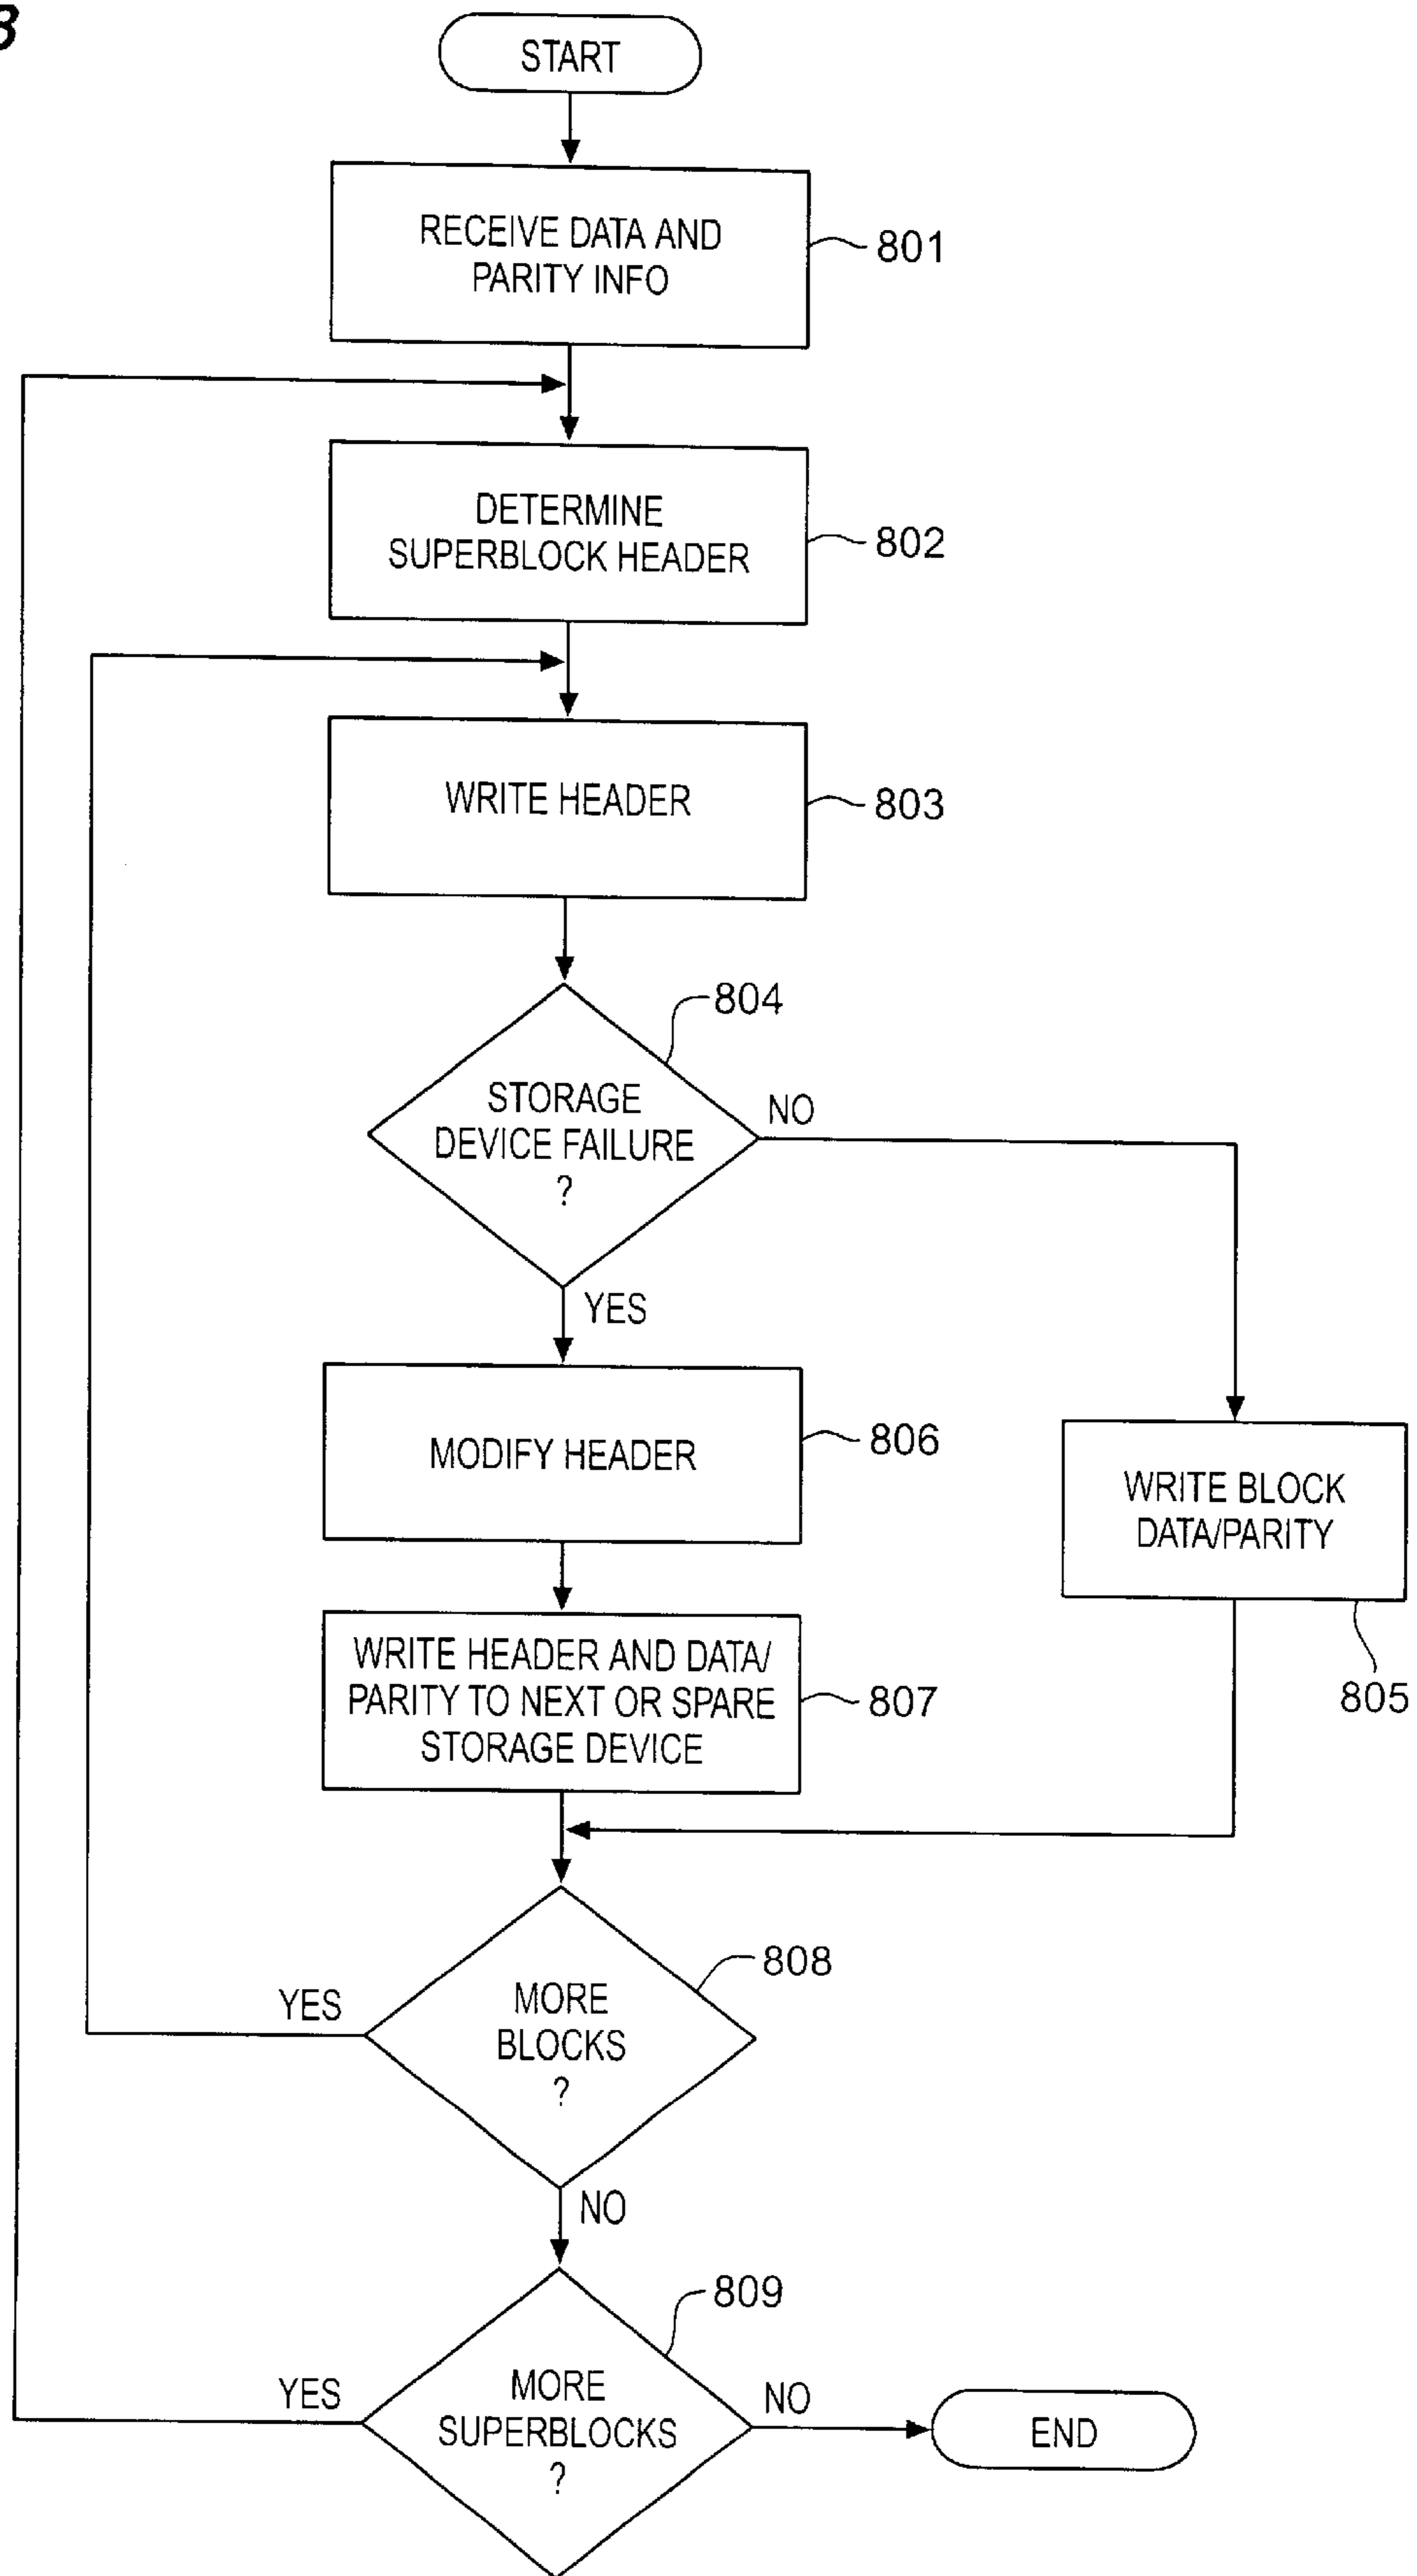 START
RECEIVE DATA AND
PARITY INFO
801
DETERMINE
SUPERBLOCK HEADER
802
WRITE HEADER
803
804
STORAGE
DEVICE FAILURE
?
NO
YES
MODIFY HEADER
806
WRITE BLOCK
DATA/PARITY
805
WRITE HEADER AND DATA/
PARITY TO NEXT OR SPARE
STORAGE DEVICE
807
808
MORE
BLOCKS
?
YES
NO
809
MORE
SUPERBLOCKS
?
YES
NO
END